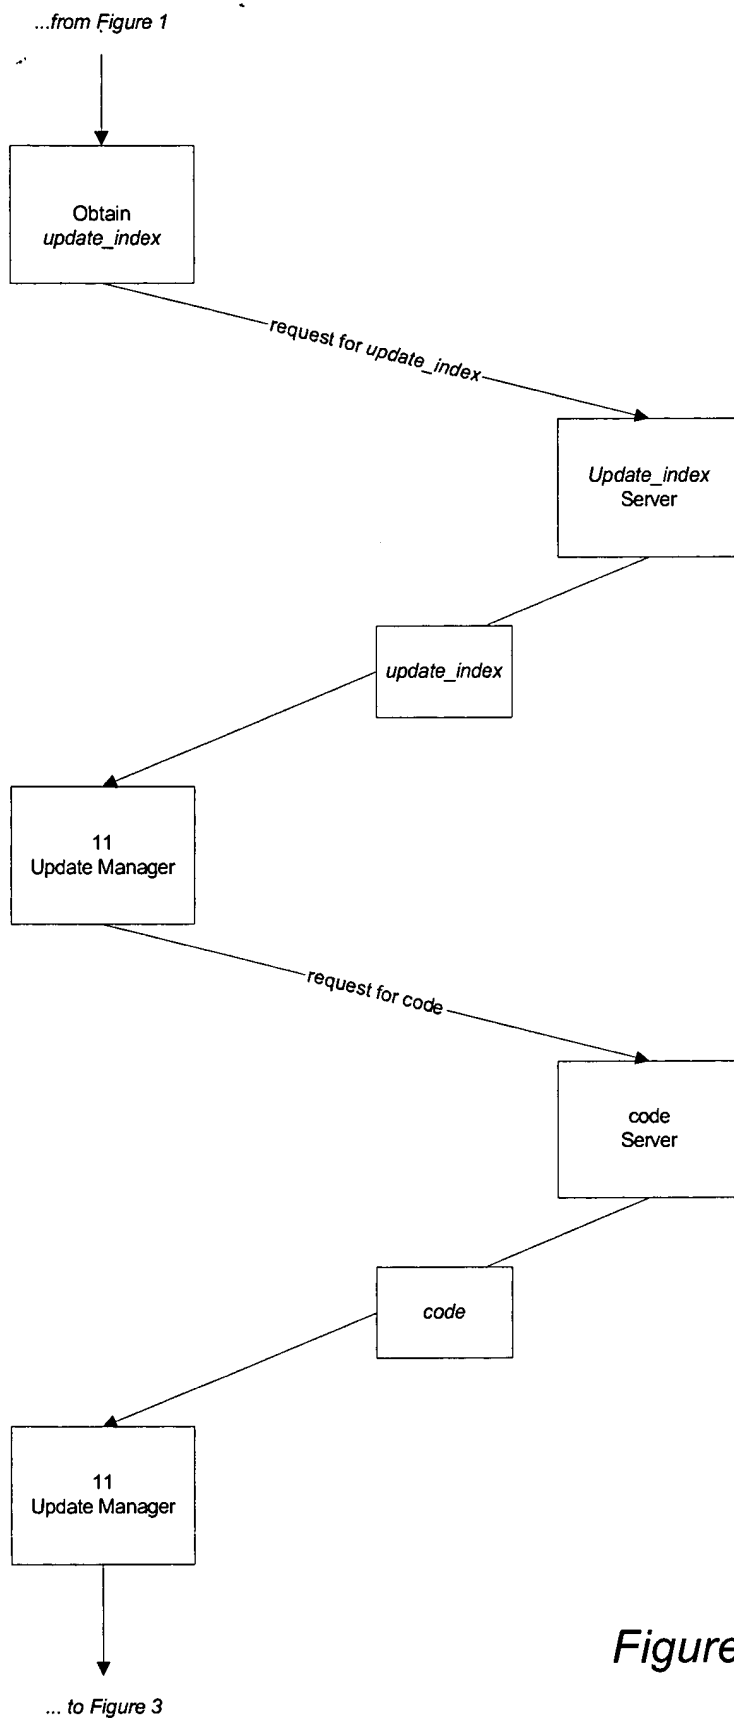 ...from Figure 1
Obtain
update_index
request for update_index
Update_index
Server
update_index
11
Update Manager
request for code
code
Server
code
11
Update Manager
Figure
... to Figure 3